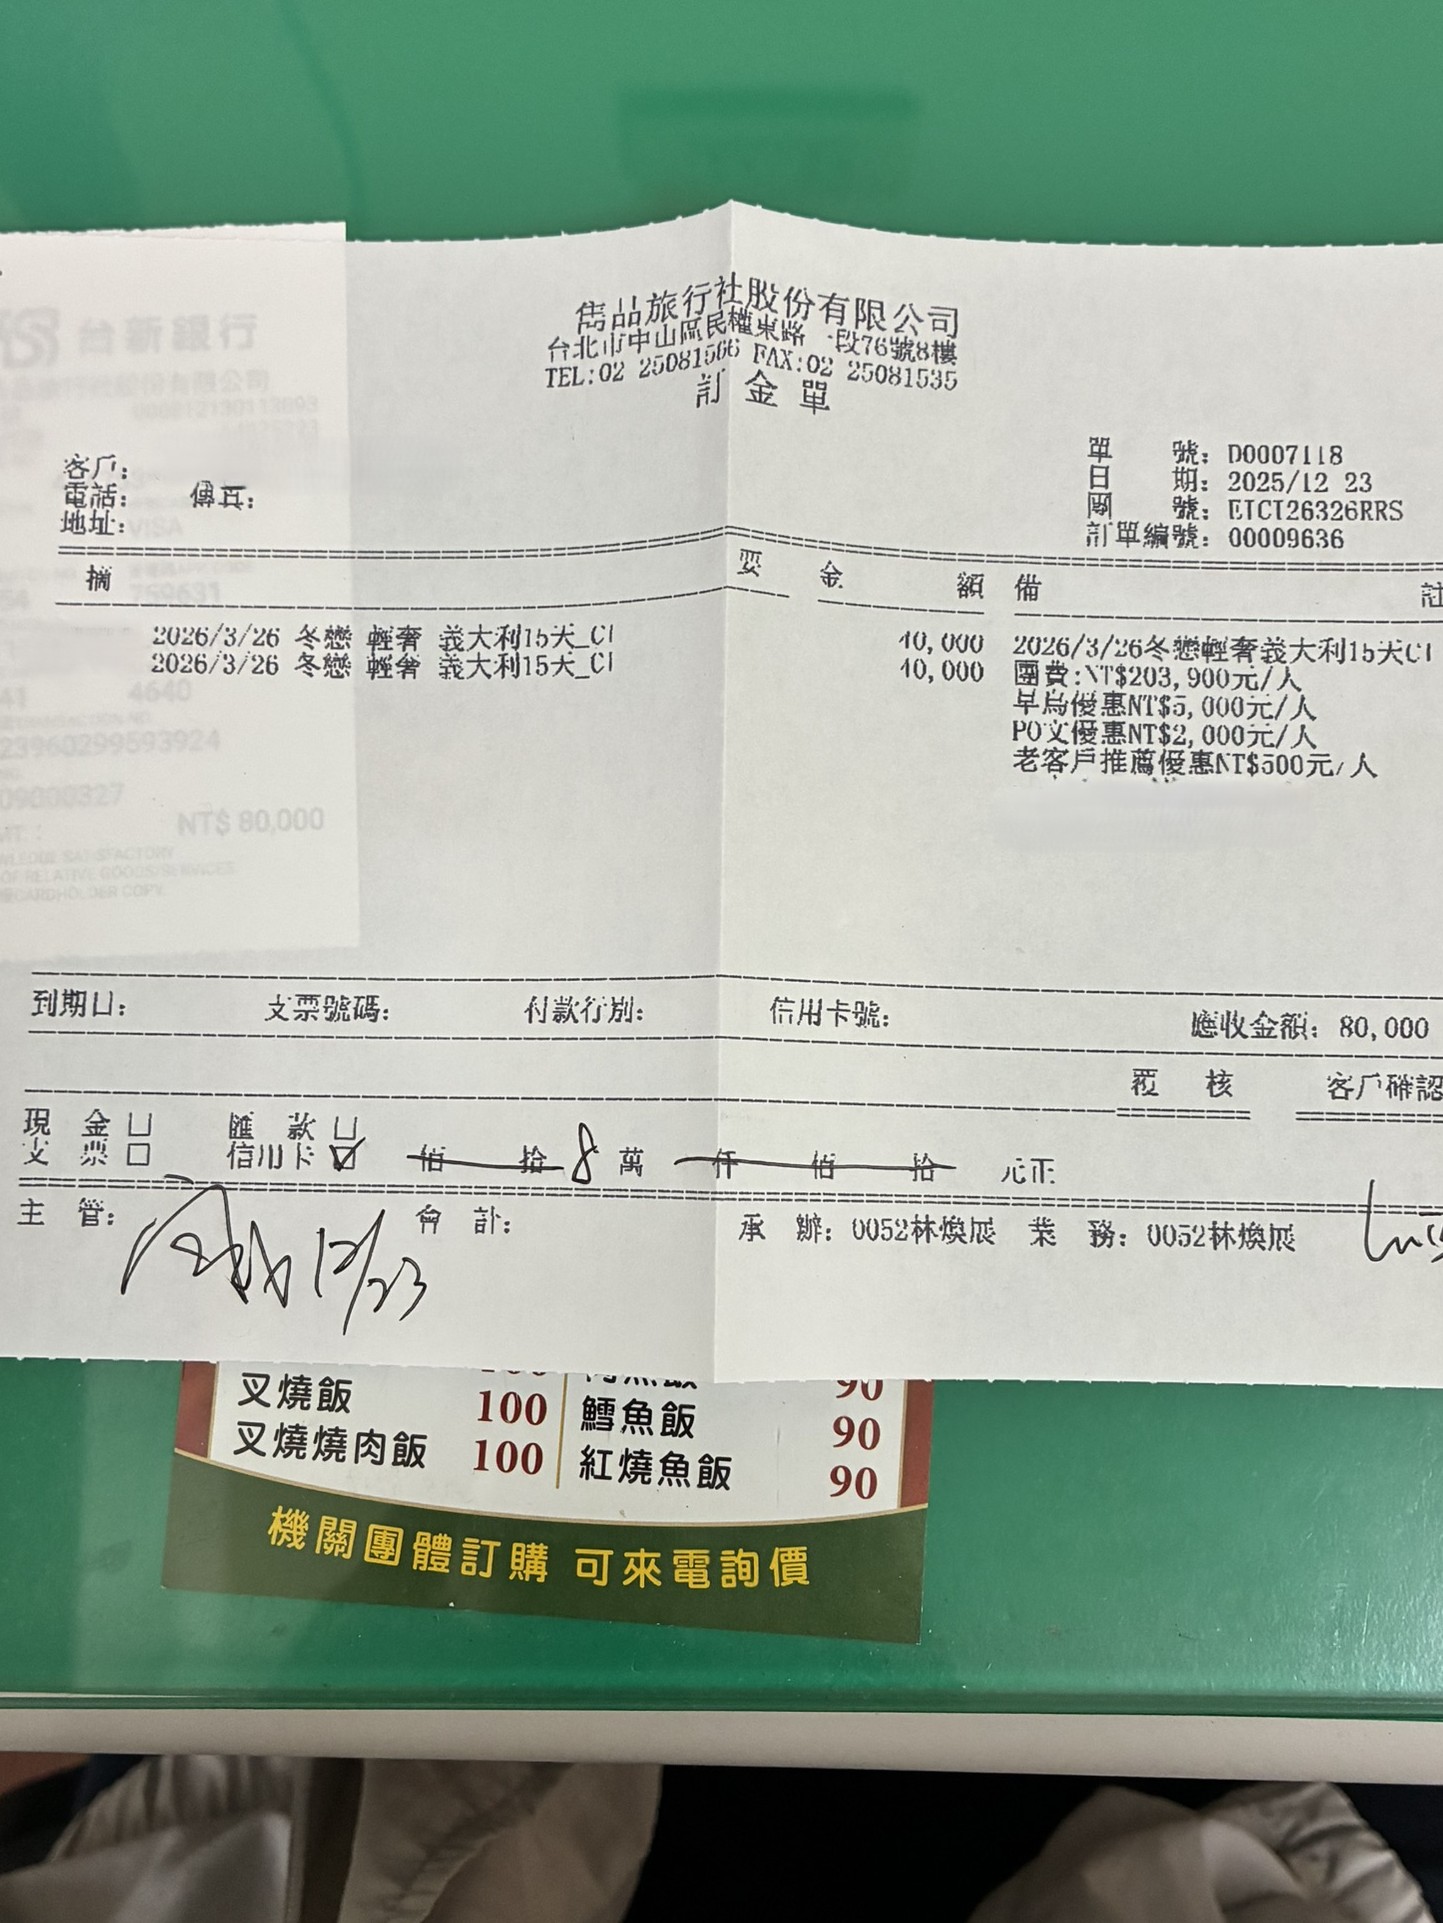 雋品旅行社股份有限公司
台北市中山區民權東路一段76號8樓
TEL:02 25081566 FAX:02 25081535
訂金單
台新銀行
客戶:
電話: 傳真:
地址:
VISA
單號: D0007118
日期: 2025/12 23
團號: EICI26326RRS
訂單編號: 00009636
摘要 金額 備註
759631
2026/3/26 冬戀 輕奢 義大利15天_CI 40,000 2026/3/26冬戀輕奢義大利15天CI
2026/3/26 冬戀 輕奢 義大利15天_CI 40,000 團費:NT$203,900元/人
早鳥優惠NT$5,000元/人
PO文優惠NT$2,000元/人
老客戶推薦優惠NT$500元/人
41 4640
23960299593924
09000327
NT$ 80,000
到期日: 支票號碼: 付款行別: 信用卡號: 應收金額: 80,000
覆核 客戶確認
現金□ 匯款□
支票□ 信用卡☑ 佰 拾 8 萬 仟 佰 拾 元正
主管: 會計: 承辦: 0052林煥展 業務: 0052林煥展
12/23
叉燒飯 100
叉燒燒肉飯 100
90
鱈魚飯 90
紅燒魚飯 90
機關團體訂購 可來電詢價